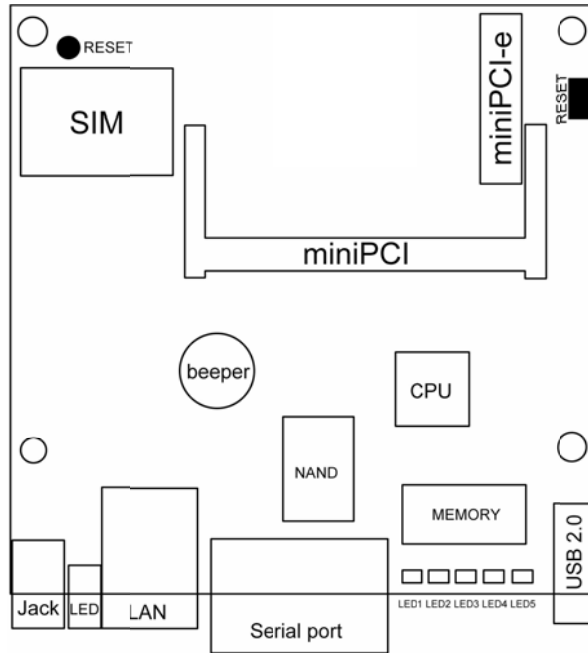 RESET
SIM
miniPCI-e
RESET
miniPCI
beeper
CPU
NAND
MEMORY
USB 2.0
LED1 LED2 LED3 LED4 LED5
Jack
LED
LAN
Serial port